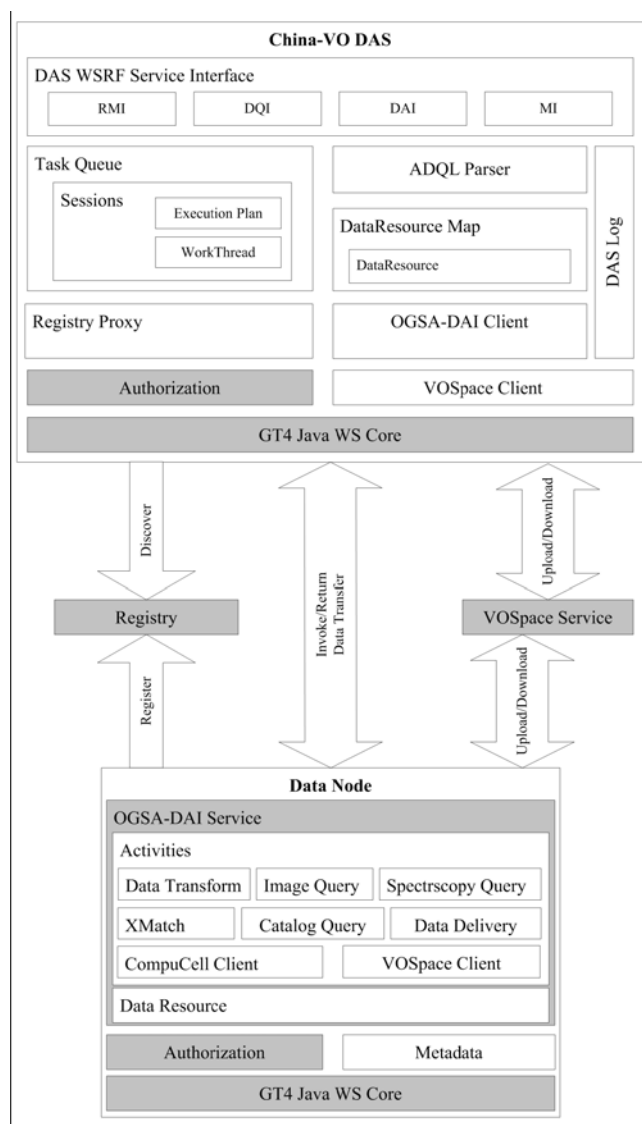 China-VO DAS
DAS WSRF Service Interface
RMI
DQI
DAI
MI
Task Queue
Sessions
Execution Plan
WorkThread
ADQL Parser
DataResource Map
DataResource
DAS Log
Registry Proxy
OGSA-DAI Client
Authorization
VOSpace Client
GT4 Java WS Core
Discover
Invoke/Return
Data Transfer
Upload/Download
Registry
VOSpace Service
Register
Upload/Download
Data Node
OGSA-DAI Service
Activities
Data Transform
Image Query
Spectrscopy Query
XMatch
Catalog Query
Data Delivery
CompuCell Client
VOSpace Client
Data Resource
Authorization
Metadata
GT4 Java WS Core